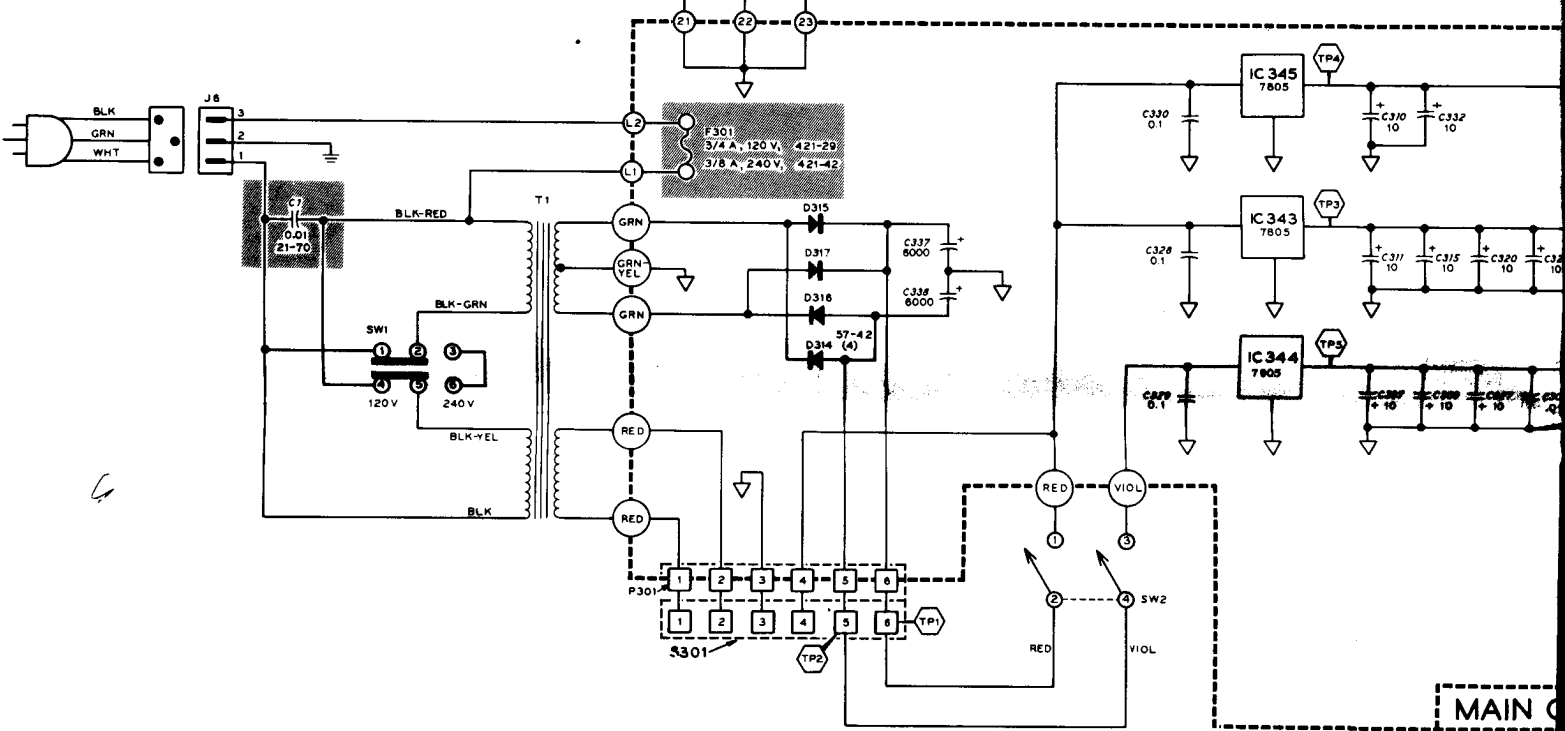 21 22 23
BLK
GRN
WHT
J6
3
2
1
L2
L1
F301
3/4 A, 120 V, 421-29
3/8 A, 240 V, 421-42
C7
0.01
21-70
BLK-RED
T1
BLK-GRN
SW1
1 2 3
4 5 6
120V 240V
BLK-YEL
BLK
GRN
GRN-YEL
GRN
RED
RED
D315
D317
D316
D314
57-42
(4)
C337
6000
+
C338
6000
+
P301
1 2 3 4 5 6
1 2 3 4 5 6
S301
TP2
TP1
RED
VIOL
1
3
2
4
SW2
RED
VIOL
C330
0.1
IC 345
7805
TP4
+
C310
10
+
C332
10
C328
0.1
IC 343
7805
TP3
+
C311
10
+
C315
10
+
C320
10
+
C32
10
C329
0.1
IC 344
7805
TP5
+ 10
+ 10
+ 10
MAIN